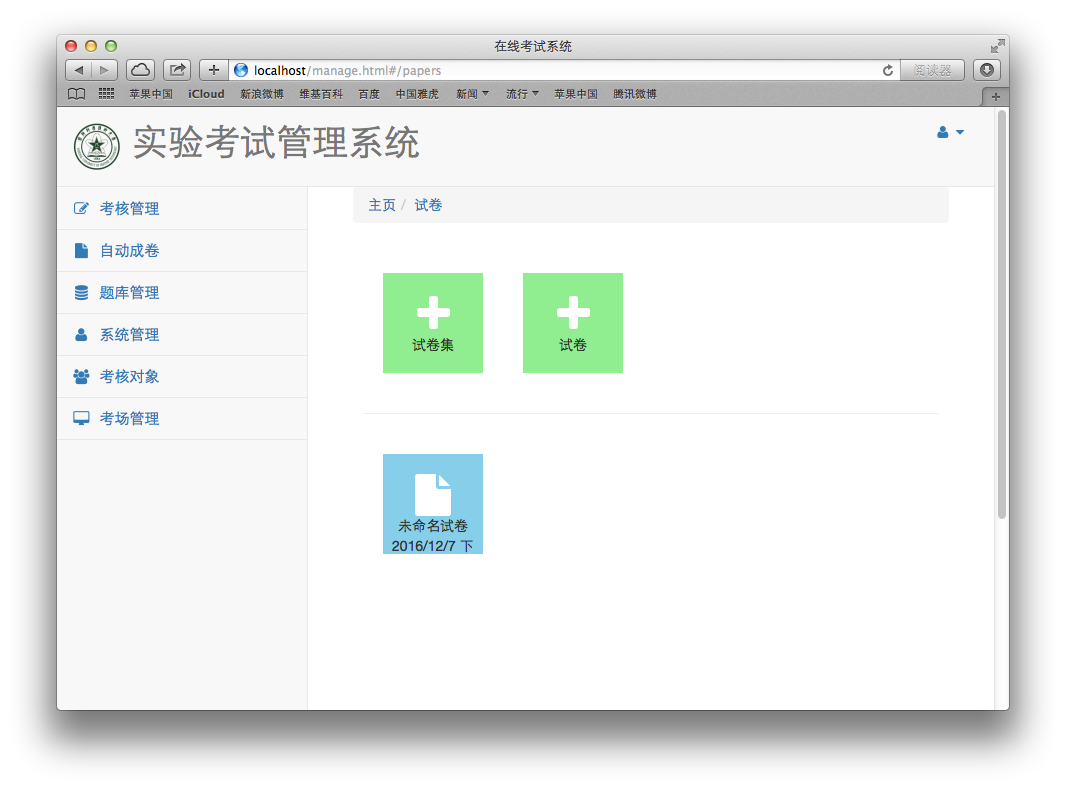 在线考试系统
localhost/manage.html#/papers
阅读器
苹果中国 iCloud 新浪微博 维基百科 百度 中国雅虎 新闻 流行 苹果中国 腾讯微博
实验考试管理系统
考核管理
自动成卷
题库管理
系统管理
考核对象
考场管理
主页 / 试卷
试卷集
试卷
未命名试卷
2016/12/7 下